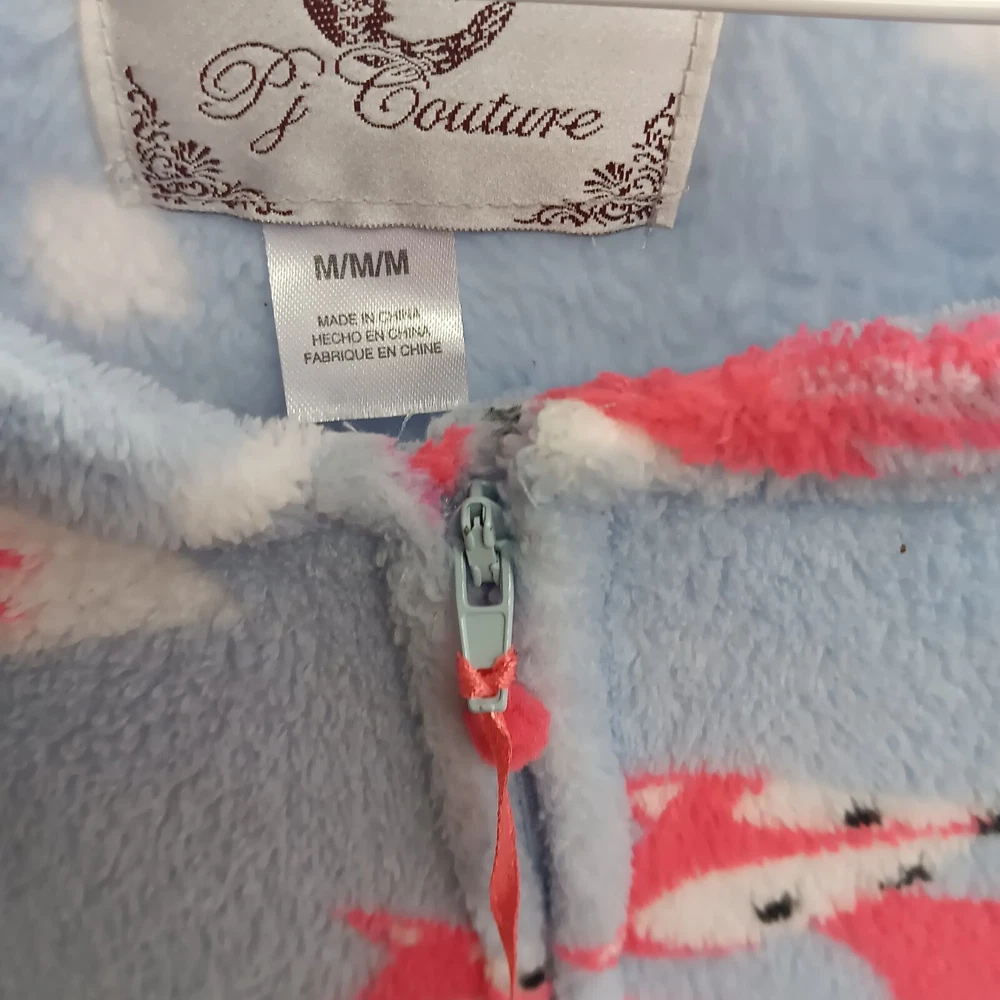 Pj Couture
M/M/M
MADE IN CHINA
HECHO EN CHINA
FABRIQUE EN CHINE